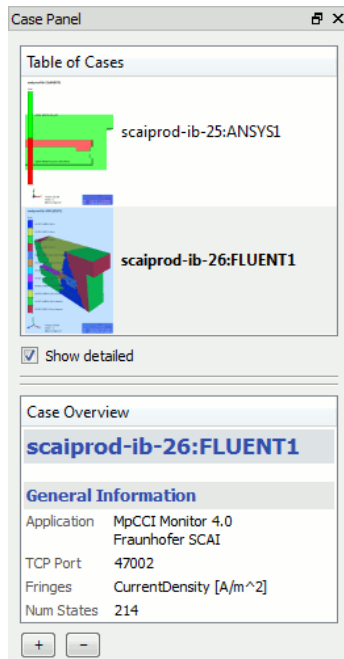 Case Panel
Table of Cases
scaiprod-ib-25:ANSYS1
scaiprod-ib-26:FLUENT1
Show detailed
Case Overview
scaiprod-ib-26:FLUENT1
General Information
Application MpCCI Monitor 4.0
Fraunhofer SCAI
TCP Port 47002
Fringes CurrentDensity [A/m^2]
Num States 214
+ -